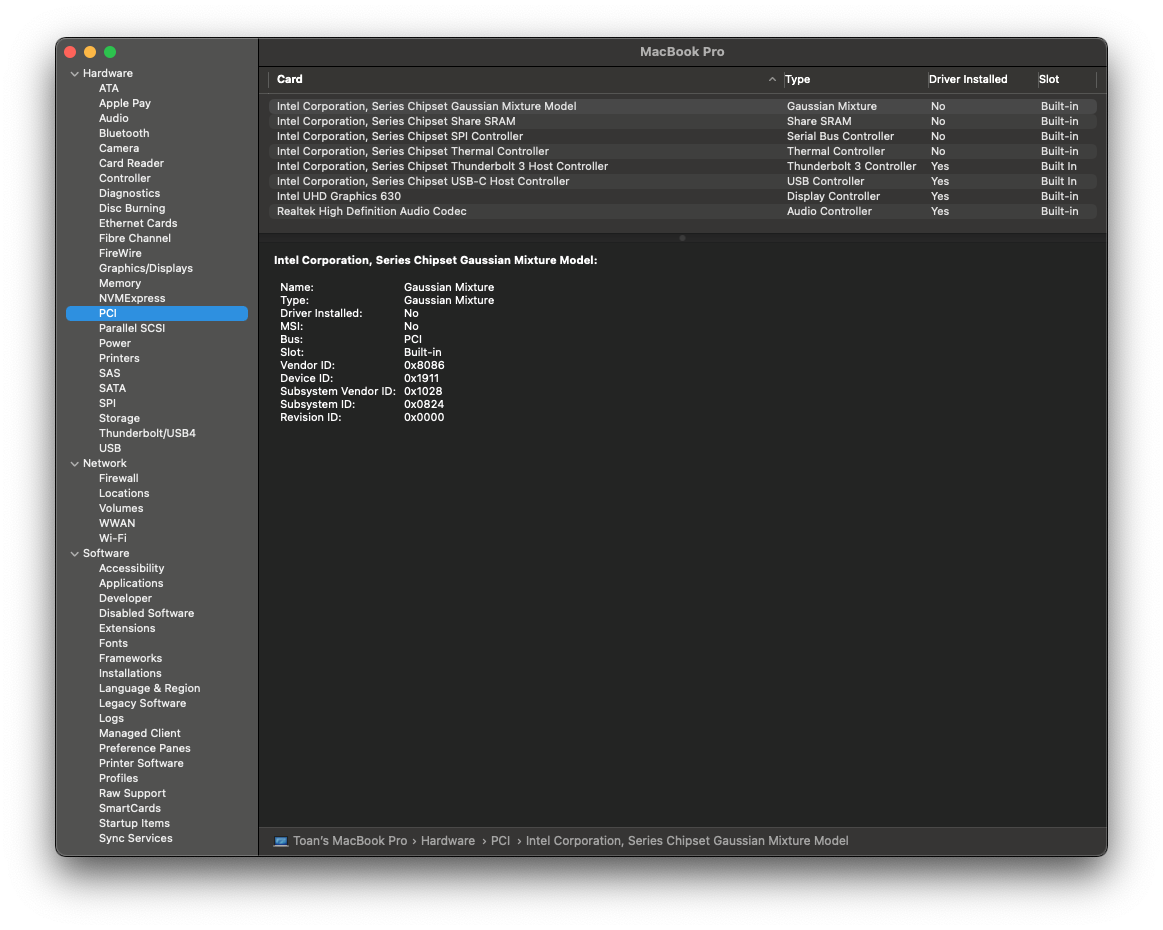 MacBook Pro
Hardware
ATA
Apple Pay
Audio
Bluetooth
Camera
Card Reader
Controller
Diagnostics
Disc Burning
Ethernet Cards
Fibre Channel
FireWire
Graphics/Displays
Memory
NVMExpress
PCI
Parallel SCSI
Power
Printers
SAS
SATA
SPI
Storage
Thunderbolt/USB4
USB
Network
Firewall
Locations
Volumes
WWAN
Wi-Fi
Software
Accessibility
Applications
Developer
Disabled Software
Extensions
Fonts
Frameworks
Installations
Language & Region
Legacy Software
Logs
Managed Client
Preference Panes
Printer Software
Profiles
Raw Support
SmartCards
Startup Items
Sync Services
Card Type Driver Installed Slot
Intel Corporation, Series Chipset Gaussian Mixture Model Gaussian Mixture No Built-in
Intel Corporation, Series Chipset Share SRAM Share SRAM No Built-in
Intel Corporation, Series Chipset SPI Controller Serial Bus Controller No Built-in
Intel Corporation, Series Chipset Thermal Controller Thermal Controller No Built-in
Intel Corporation, Series Chipset Thunderbolt 3 Host Controller Thunderbolt 3 Controller Yes Built In
Intel Corporation, Series Chipset USB-C Host Controller USB Controller Yes Built In
Intel UHD Graphics 630 Display Controller Yes Built-in
Realtek High Definition Audio Codec Audio Controller Yes Built-in
Intel Corporation, Series Chipset Gaussian Mixture Model:
Name: Gaussian Mixture
Type: Gaussian Mixture
Driver Installed: No
MSI: No
Bus: PCI
Slot: Built-in
Vendor ID: 0x8086
Device ID: 0x1911
Subsystem Vendor ID: 0x1028
Subsystem ID: 0x0824
Revision ID: 0x0000
Toan's MacBook Pro › Hardware › PCI › Intel Corporation, Series Chipset Gaussian Mixture Model